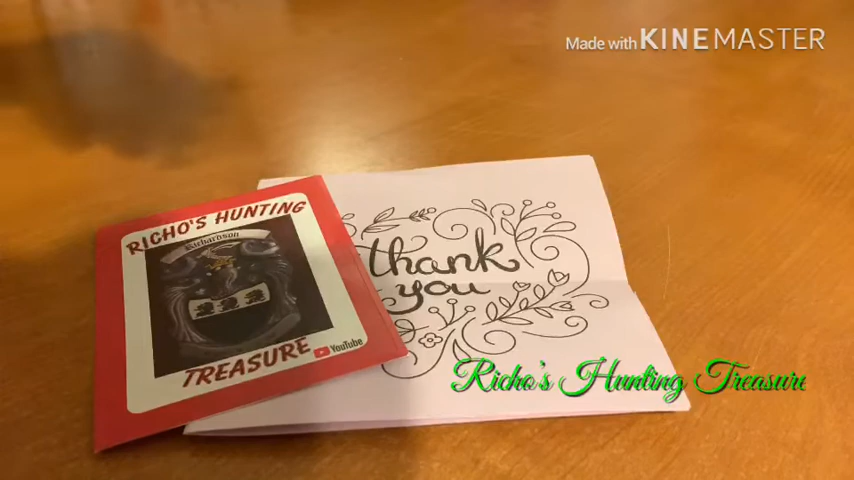 Made with KINEMASTER
RICHO'S HUNTING
Richardson
TREASURE
YouTube
thank
you
Richo's Hunting Treasure